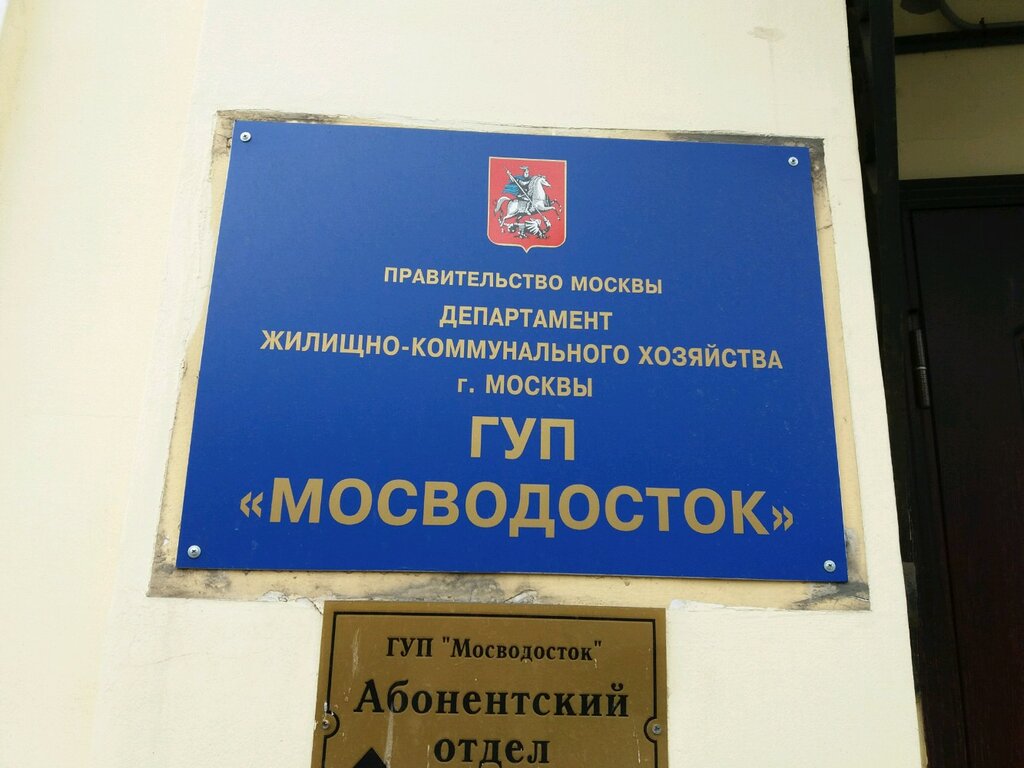 ПРАВИТЕЛЬСТВО МОСКВЫ
ДЕПАРТАМЕНТ
ЖИЛИЩНО-КОММУНАЛЬНОГО ХОЗЯЙСТВА
г. МОСКВЫ
ГУП
«МОСВОДОСТОК»
ГУП "Мосводосток"
Абонентский
отдел